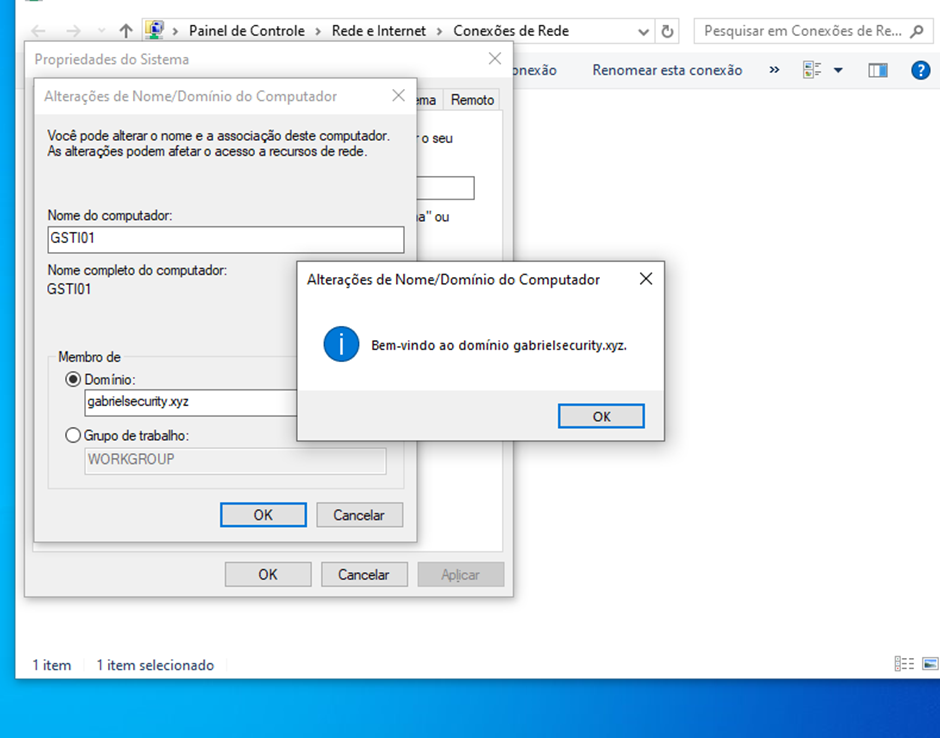 Painel de Controle > Rede e Internet > Conexões de Rede
Pesquisar em Conexões de Re...
Propriedades do Sistema
onexão
Renomear esta conexão
»
?
Alterações de Nome/Domínio do Computador
ema
Remoto
Você pode alterar o nome e a associação deste computador.
As alterações podem afetar o acesso a recursos de rede.
r o seu
Nome do computador:
a" ou
GSTI01
Nome completo do computador:
GSTI01
Alterações de Nome/Domínio do Computador
Bem-vindo ao domínio gabrielsecurity.xyz.
OK
Membro de
Domínio:
gabrielsecurity.xyz
Grupo de trabalho:
WORKGROUP
OK
Cancelar
OK
Cancelar
Aplicar
1 item
1 item selecionado